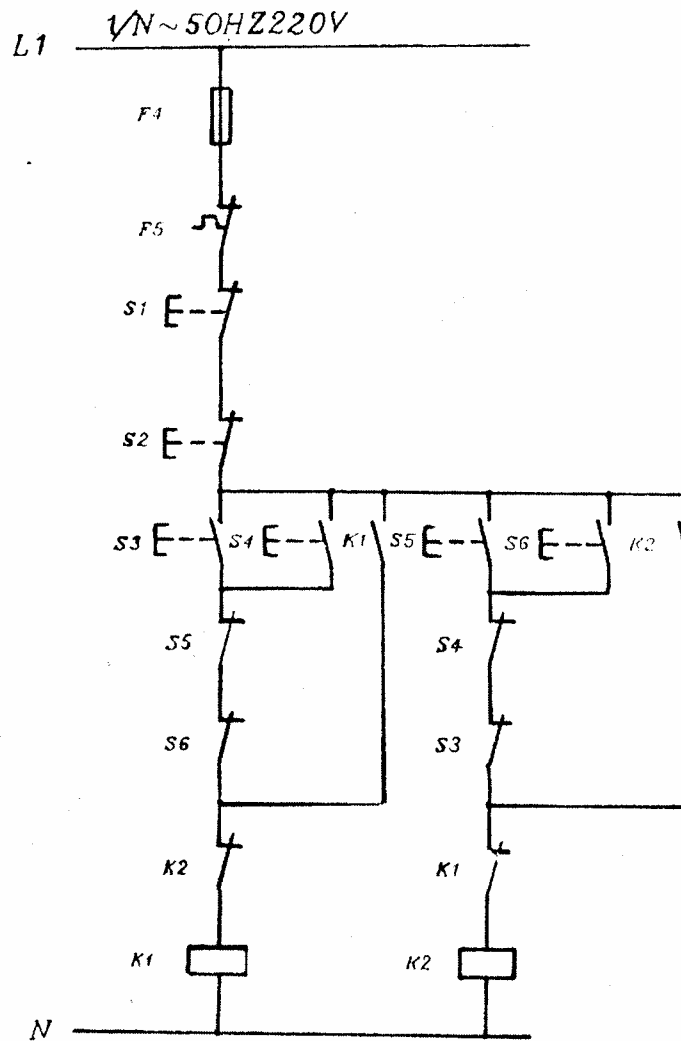 1/N~50HZ220V
L1
F4
F5
S1
S2
S3 S4 K1 S5 S6 K2
S5 S4
S6 S3
K2 K1
K1 K2
N